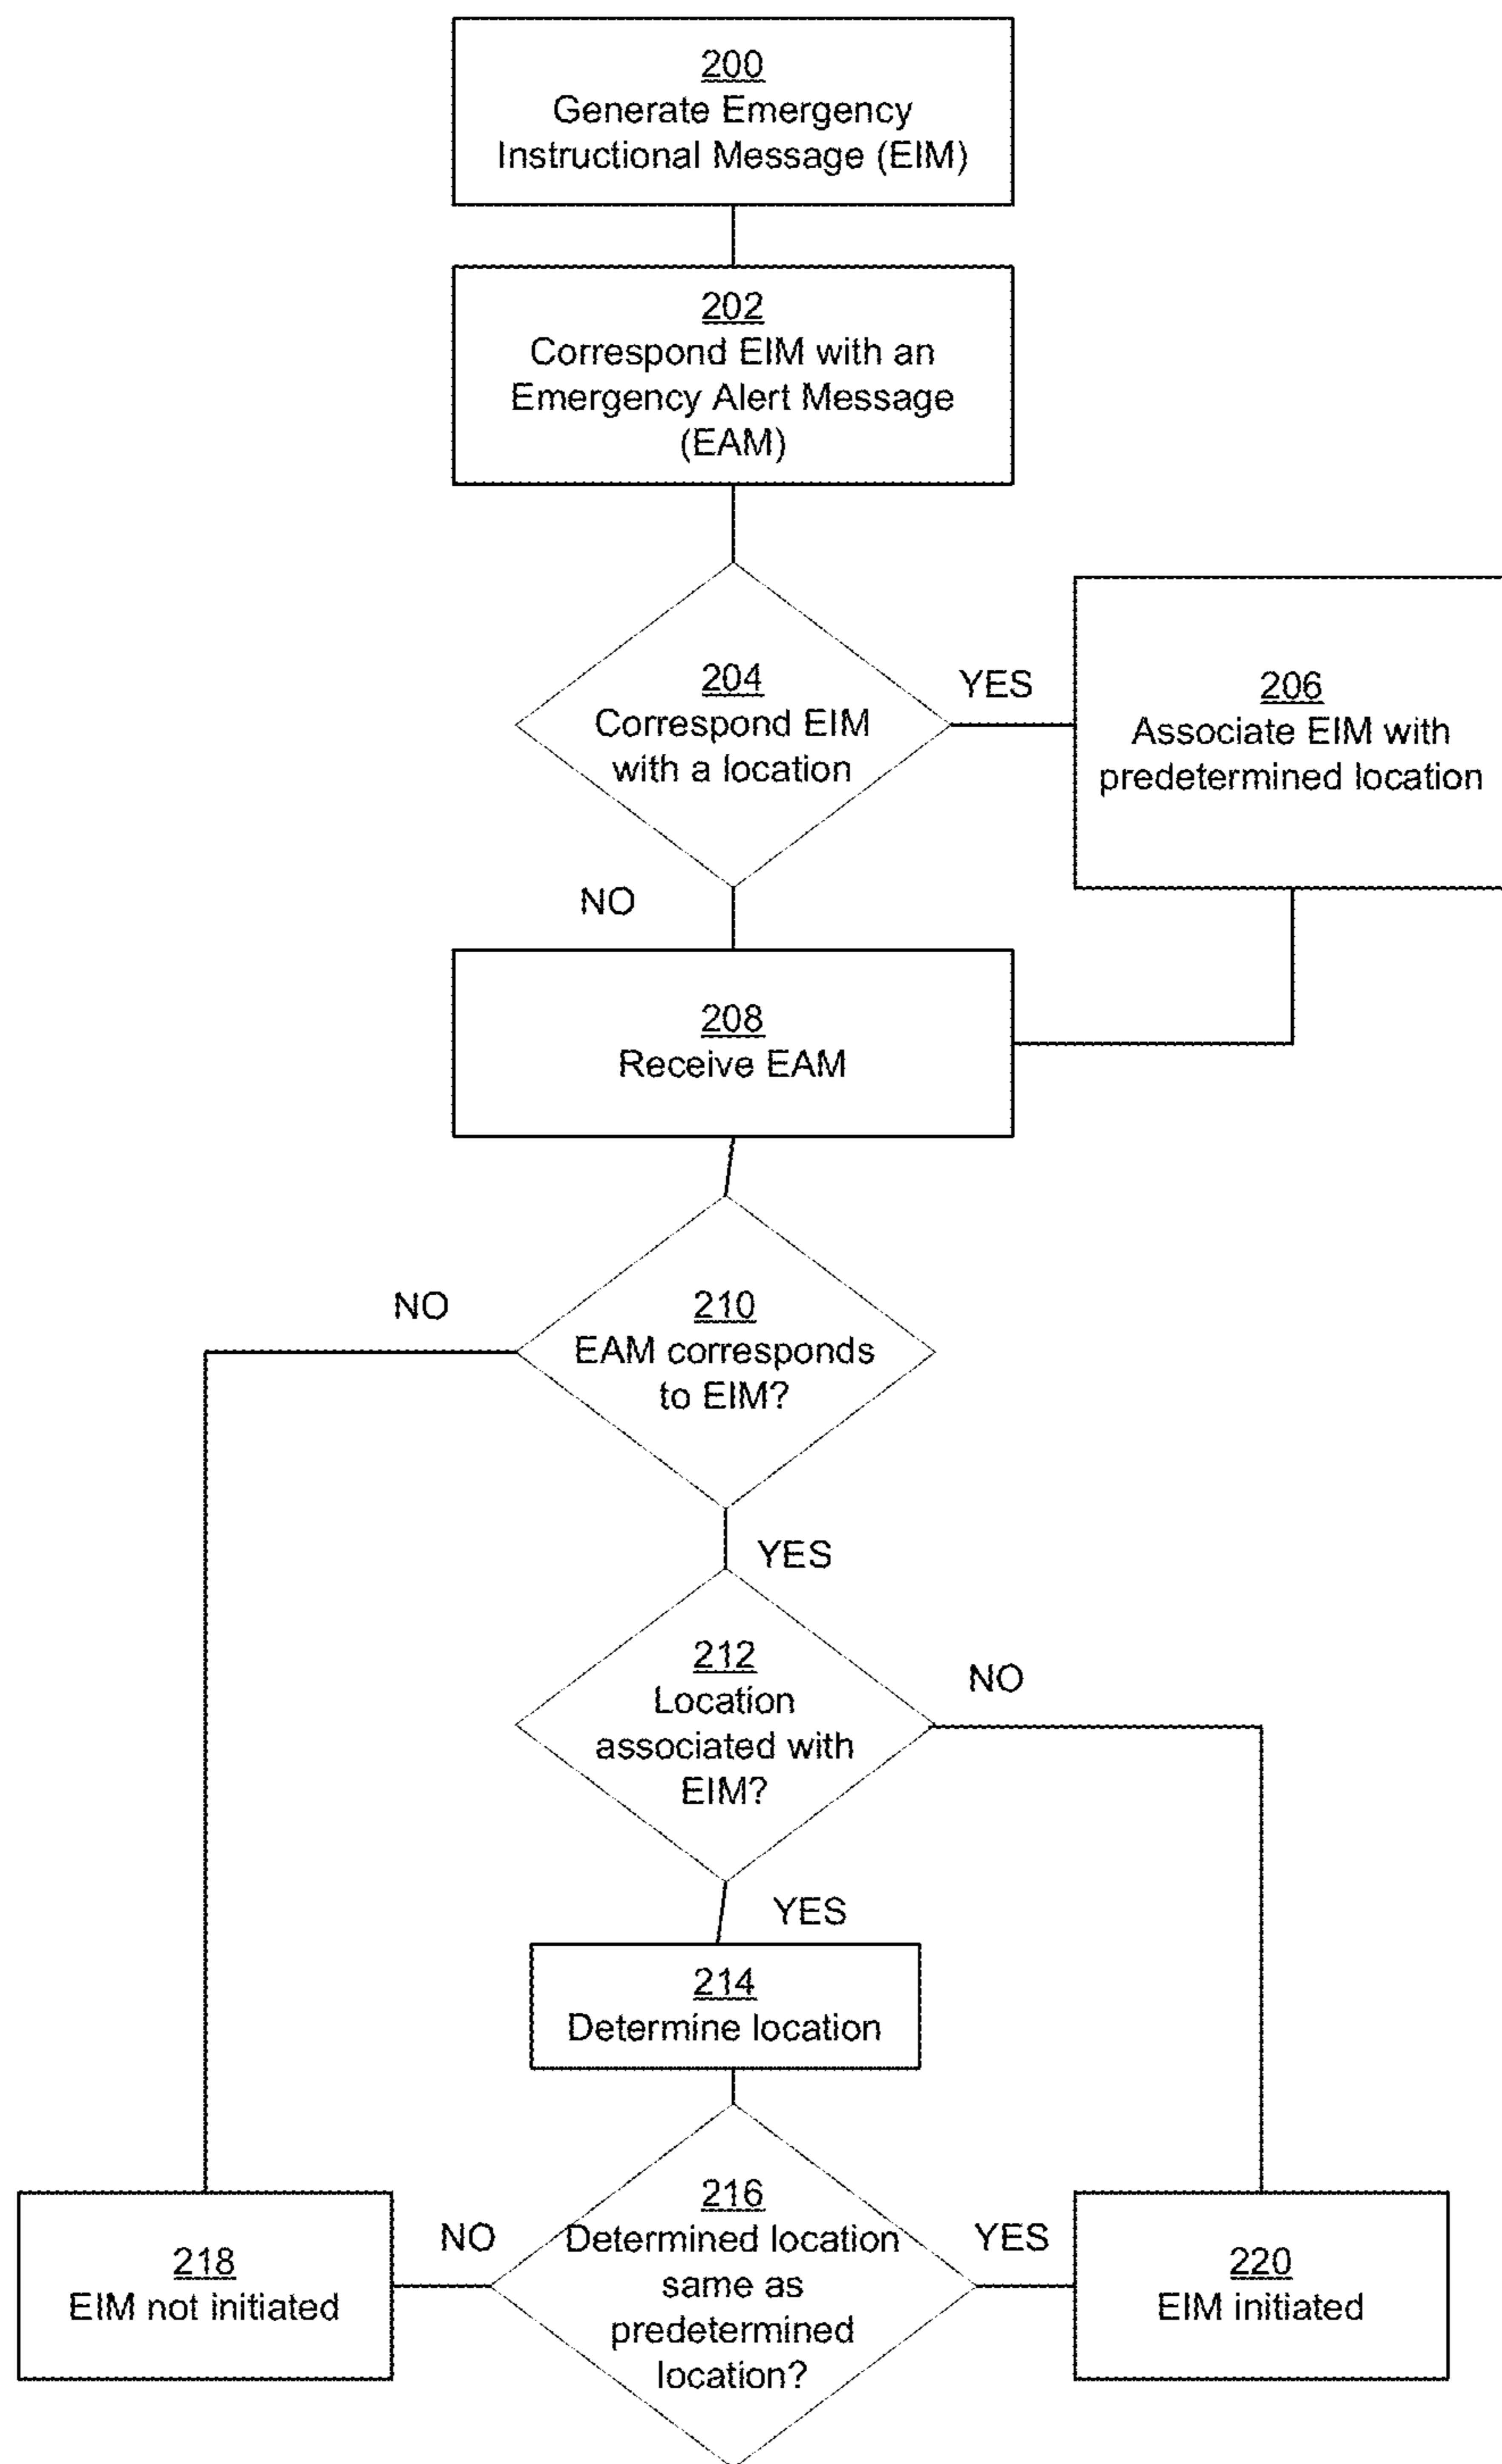 200
Generate Emergency
Instructional Message (EIM)
202
Correspond EIM with an
Emergency Alert Message
(EAM)
204
Correspond EIM
with a location
YES
206
Associate EIM with
predetermined location
NO
208
Receive EAM
NO
210
EAM corresponds
to EIM?
YES
212
Location
associated with
EIM?
NO
YES
214
Determine location
216
Determined location
same as
predetermined
location?
NO
YES
218
EIM not initiated
220
EIM initiated